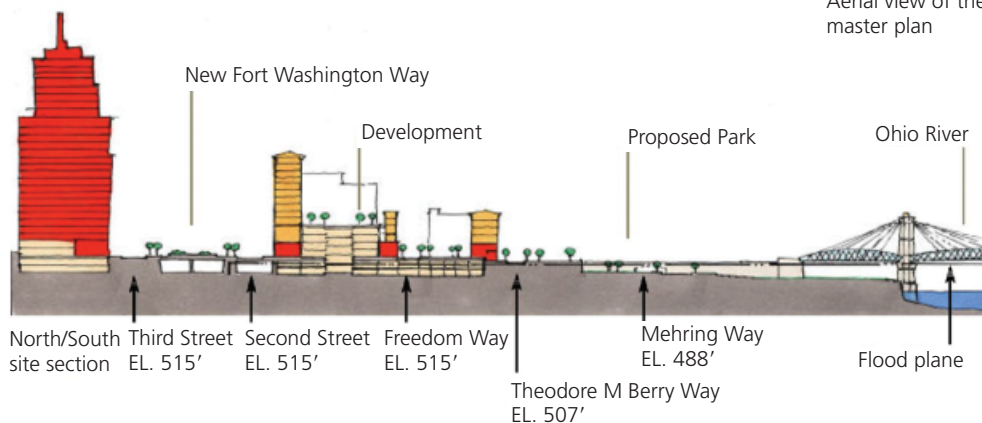 Aerial view of the
master plan
New Fort Washington Way
Development
Proposed Park
Ohio River
North/South
site section
Third Street
EL. 515′
Second Street
EL. 515′
Freedom Way
EL. 515′
Theodore M Berry Way
EL. 507′
Mehring Way
EL. 488′
Flood plane